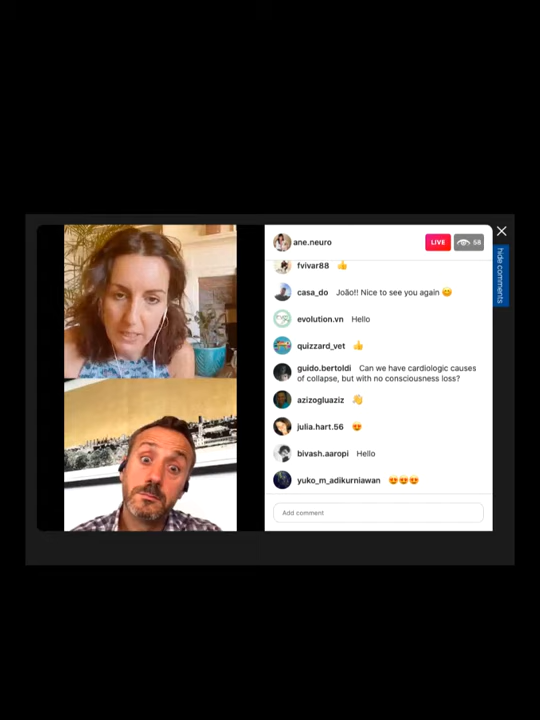 ane.neuro
LIVE
58
hide comments
fvivar88 👍
casa_do João!! Nice to see you again 😊
evolution.vn Hello
quizzard_vet 👍
guido.bertoldi Can we have cardiologic causes
of collapse, but with no consciousness loss?
azizogluaziz 👋
julia.hart.56 😍
bivash.aaropi Hello
yuko_m_adikurniawan 😍😍😍
Add comment